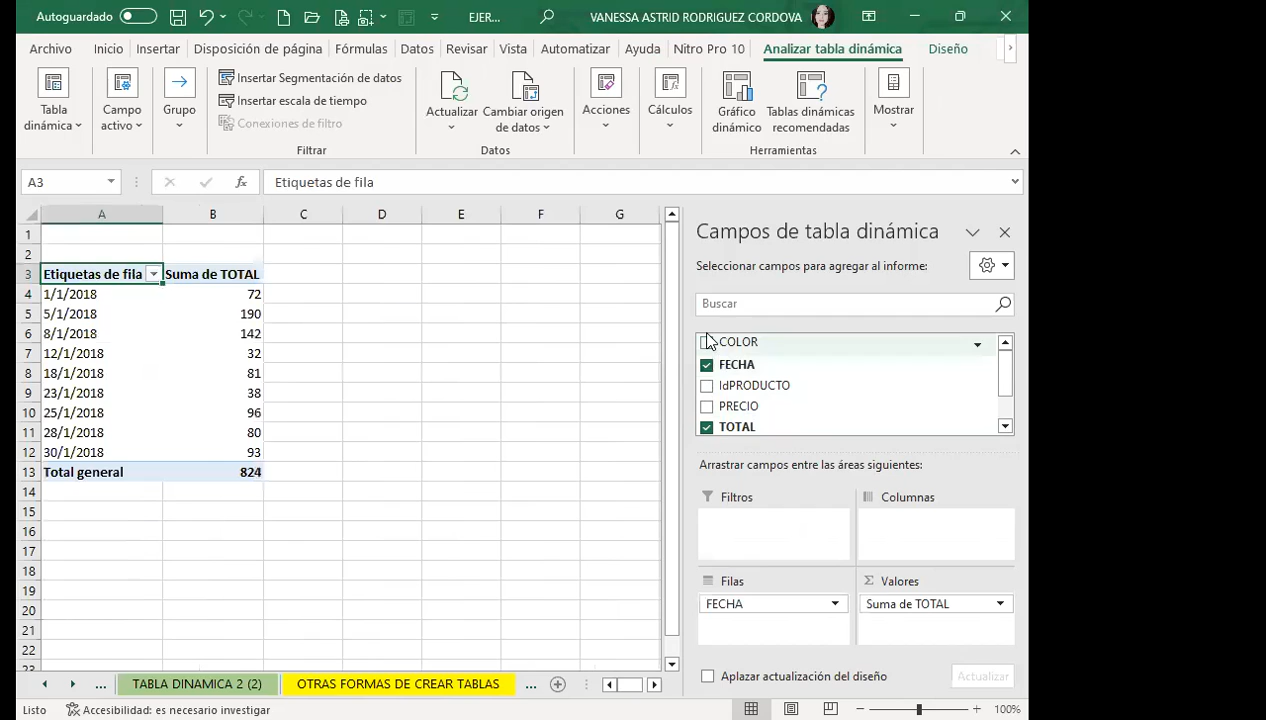 Autoguardado EJER... VANESSA ASTRID RODRIGUEZ CORDOVA
Archivo Inicio Insertar Disposición de página Fórmulas Datos Revisar Vista Automatizar Ayuda Nitro Pro 10 Analizar tabla dinámica Diseño
Tabla dinámica
Campo activo
Grupo
Insertar Segmentación de datos
Insertar escala de tiempo
Conexiones de filtro
Filtrar
Actualizar
Cambiar origen de datos
Datos
Acciones
Cálculos
Gráfico dinámico
Tablas dinámicas recomendadas
Herramientas
Mostrar
A3 fx Etiquetas de fila
A B C D E F G
1
2
3 Etiquetas de fila Suma de TOTAL
4 1/1/2018 72
5 5/1/2018 190
6 8/1/2018 142
7 12/1/2018 32
8 18/1/2018 81
9 23/1/2018 38
10 25/1/2018 96
11 28/1/2018 80
12 30/1/2018 93
13 Total general 824
14
15
16
17
18
19
20
21
22
23
Campos de tabla dinámica
Seleccionar campos para agregar al informe:
Buscar
COLOR
FECHA
IdPRODUCTO
PRECIO
TOTAL
Arrastrar campos entre las áreas siguientes:
Filtros Columnas
Filas Σ Valores
FECHA Suma de TOTAL
Aplazar actualización del diseño Actualizar
... TABLA DINAMICA 2 (2) OTRAS FORMAS DE CREAR TABLAS ...
Listo Accesibilidad: es necesario investigar 100%